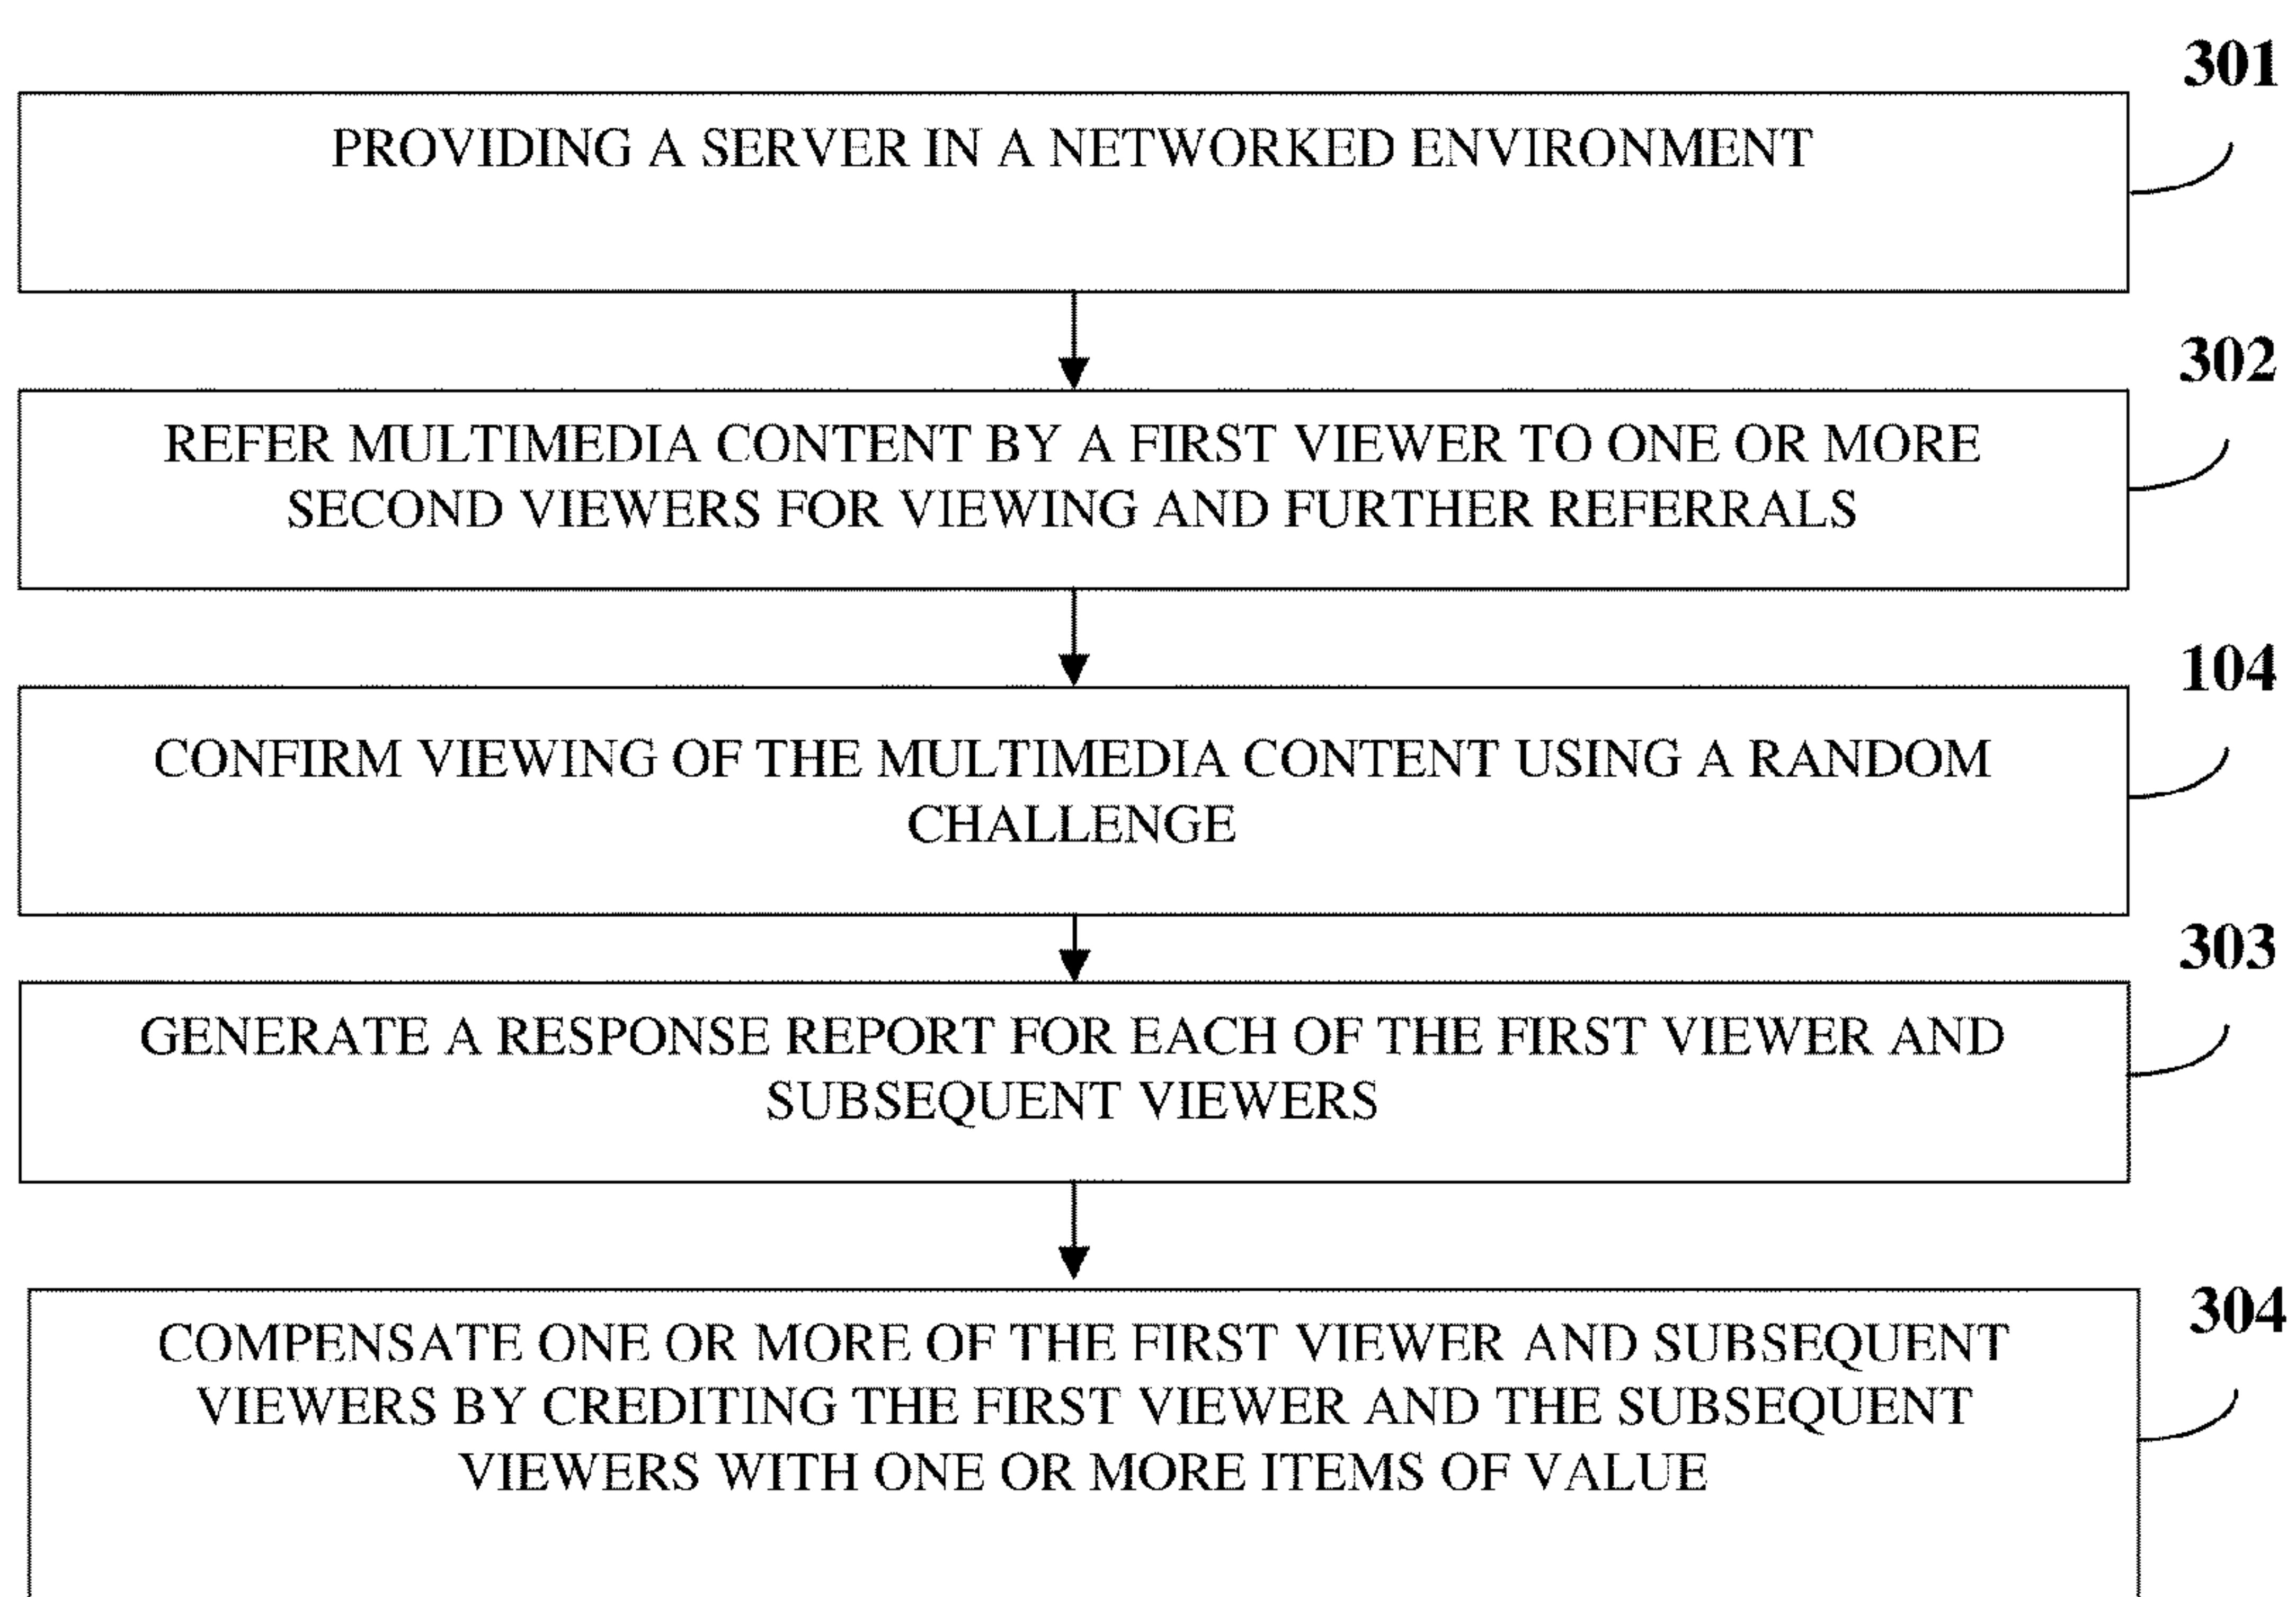 301
PROVIDING A SERVER IN A NETWORKED ENVIRONMENT
302
REFER MULTIMEDIA CONTENT BY A FIRST VIEWER TO ONE OR MORE
SECOND VIEWERS FOR VIEWING AND FURTHER REFERRALS
104
CONFIRM VIEWING OF THE MULTIMEDIA CONTENT USING A RANDOM
CHALLENGE
303
GENERATE A RESPONSE REPORT FOR EACH OF THE FIRST VIEWER AND
SUBSEQUENT VIEWERS
304
COMPENSATE ONE OR MORE OF THE FIRST VIEWER AND SUBSEQUENT
VIEWERS BY CREDITING THE FIRST VIEWER AND THE SUBSEQUENT
VIEWERS WITH ONE OR MORE ITEMS OF VALUE